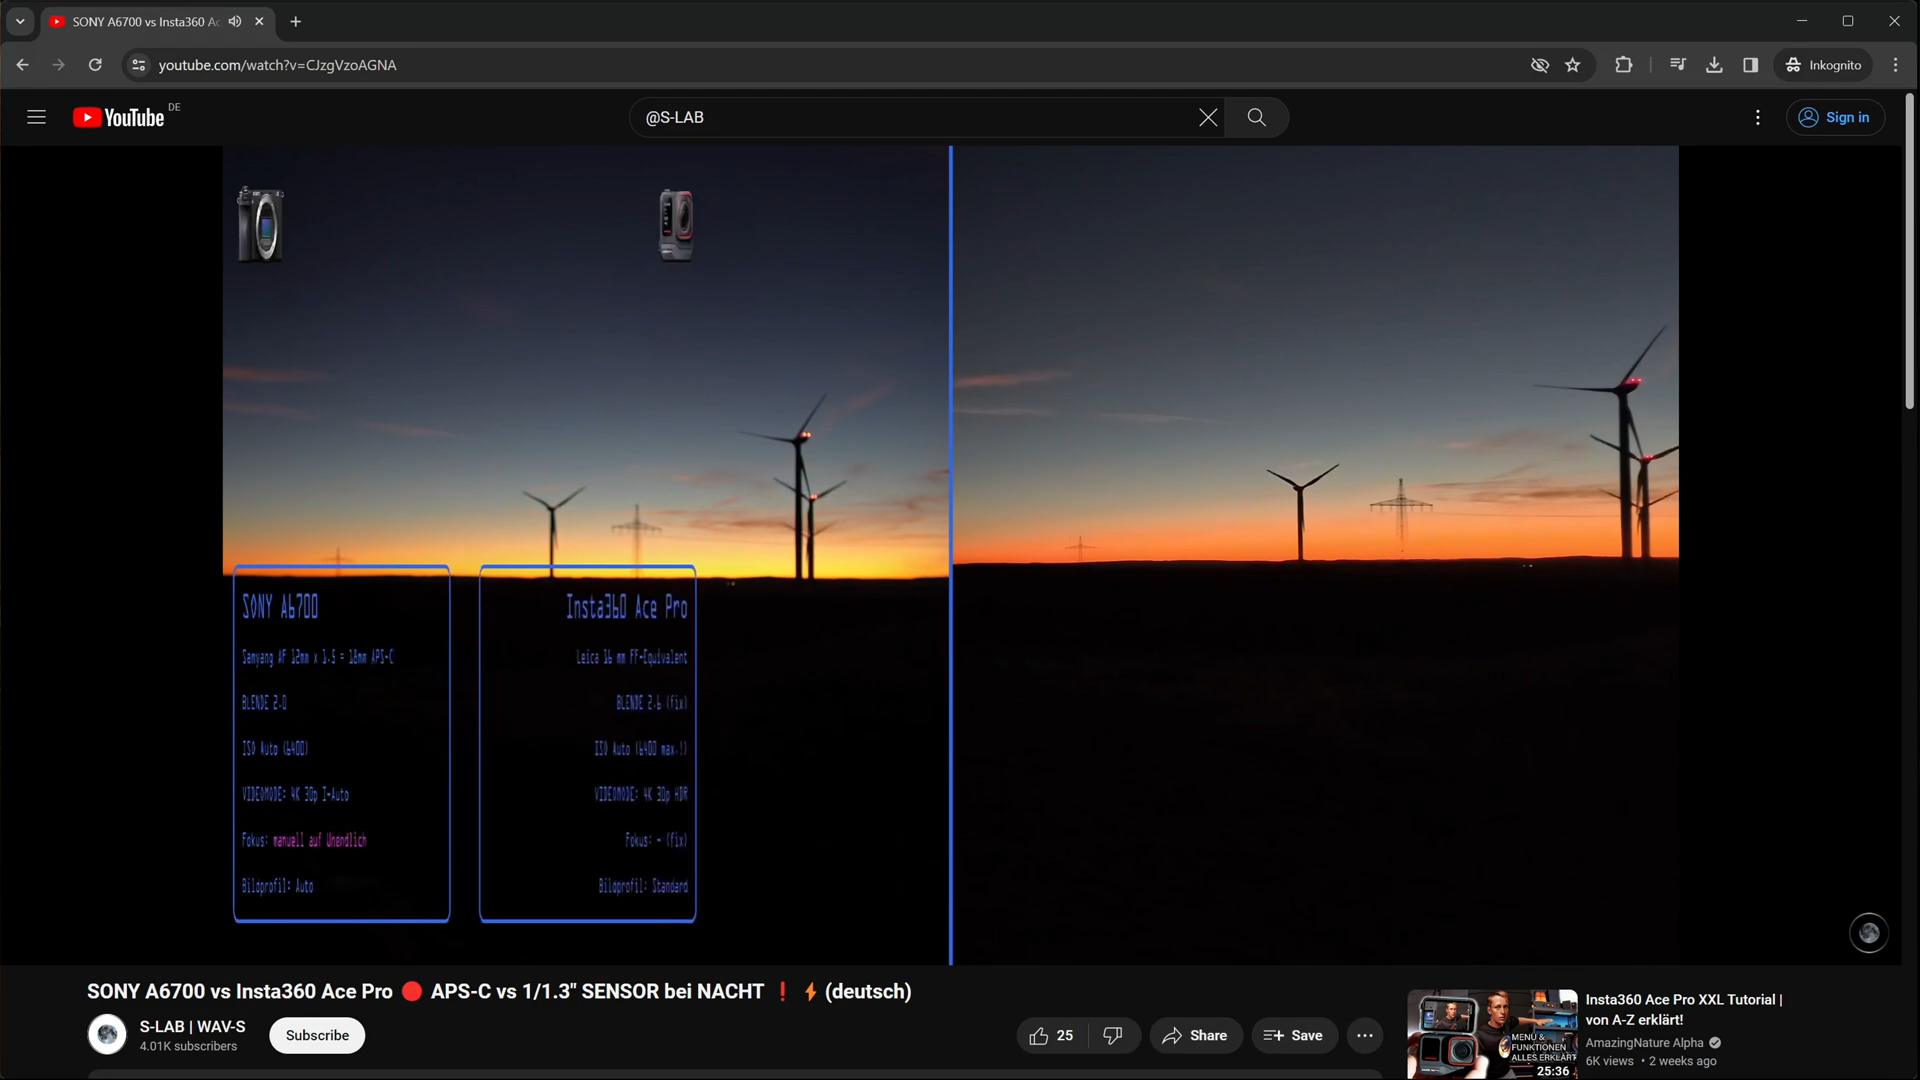 SONY A6700 vs Insta360 Ac
youtube.com/watch?v=CJzgVzoAGNA
Inkognito
YouTube DE
@S-LAB
Sign in
SONY A6700
Samyang AF 12mm x 1.5 = 18mm APS-C
BLENDE 2.0
ISO Auto (6400)
VIDEOMODE: 4K 30p I-Auto
Fokus: manuell auf Unendlich
Bildprofil: Auto
Insta360 Ace Pro
Leica 16 mm FF-Equivalent
BLENDE 2.6 (fix)
ISO Auto (6400 max.!)
VIDEOMODE: 4K 30p HDR
Fokus: - (fix)
Bildprofil: Standard
SONY A6700 vs Insta360 Ace Pro 🔴 APS-C vs 1/1.3" SENSOR bei NACHT ❗ ⚡ (deutsch)
S-LAB | WAV-S
4.01K subscribers
Subscribe
25
Share
Save
MENÜ &
FUNKTIONEN
ALLES ERKLÄRT
25:36
Insta360 Ace Pro XXL Tutorial |
von A-Z erklärt!
AmazingNature Alpha
6K views • 2 weeks ago